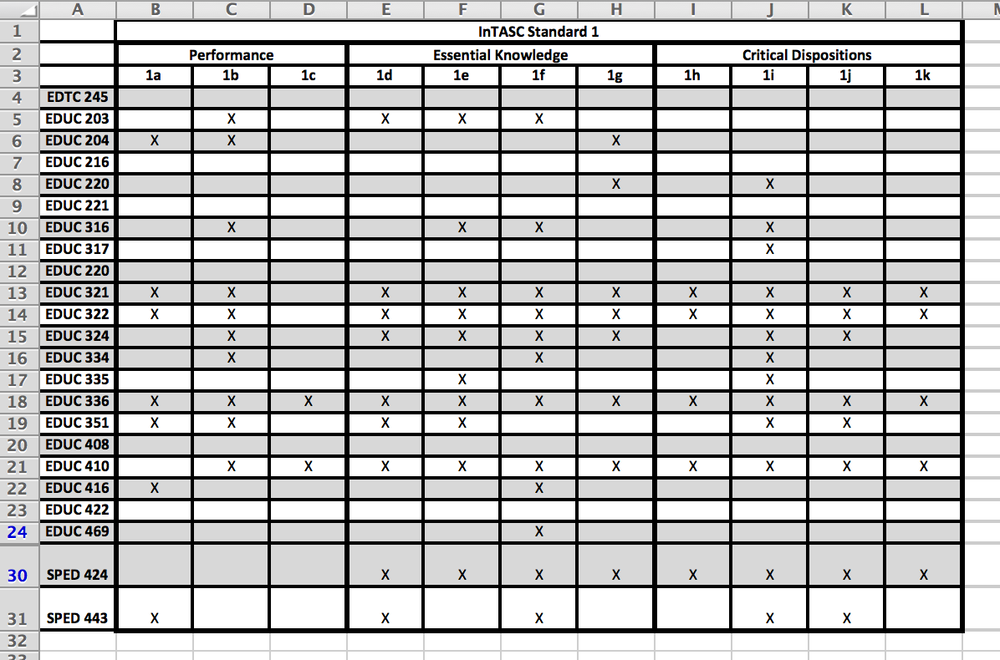 A B C D E F G H I J K L
1 InTASC Standard 1
2 Performance Essential Knowledge Critical Dispositions
3 1a 1b 1c 1d 1e 1f 1g 1h 1i 1j 1k
4 EDTC 245
5 EDUC 203 X X X X
6 EDUC 204 X X X
7 EDUC 216
8 EDUC 220 X X
9 EDUC 221
10 EDUC 316 X X X X
11 EDUC 317 X
12 EDUC 220
13 EDUC 321 X X X X X X X X X X
14 EDUC 322 X X X X X X X X X X
15 EDUC 324 X X X X X X X
16 EDUC 334 X X X
17 EDUC 335 X X
18 EDUC 336 X X X X X X X X X X X
19 EDUC 351 X X X X X X
20 EDUC 408
21 EDUC 410 X X X X X X X X X X
22 EDUC 416 X X
23 EDUC 422
24 EDUC 469 X
30 SPED 424 X X X X X X X X
31 SPED 443 X X X X X
32